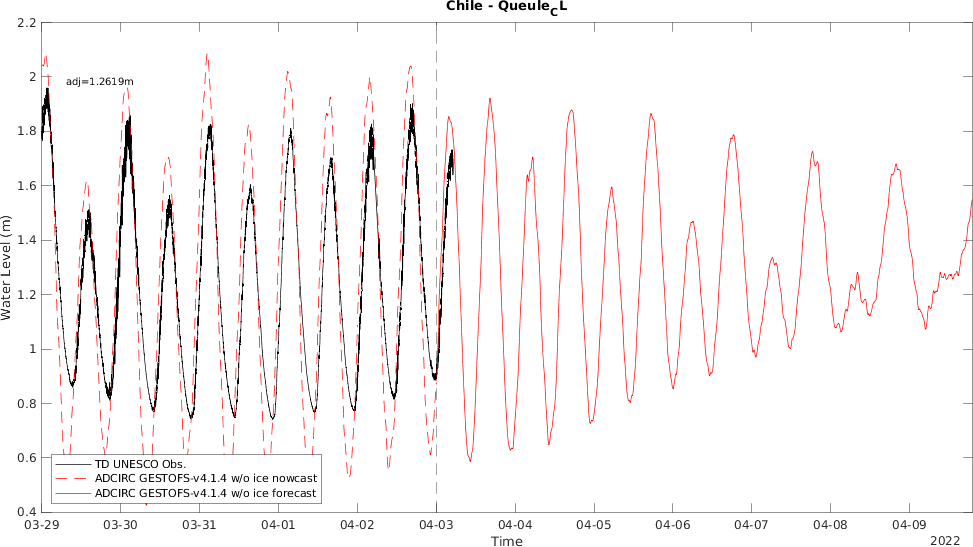 Chile - Queule_CL
2.2
2
1.8
1.6
1.4
1.2
1
0.8
0.6
0.4
Water Level (m)
adj=1.2619m
TD UNESCO Obs.
ADCIRC GESTOFS-v4.1.4 w/o ice nowcast
ADCIRC GESTOFS-v4.1.4 w/o ice forecast
03-29 03-30 03-31 04-01 04-02 04-03 04-04 04-05 04-06 04-07 04-08 04-09
Time
2022